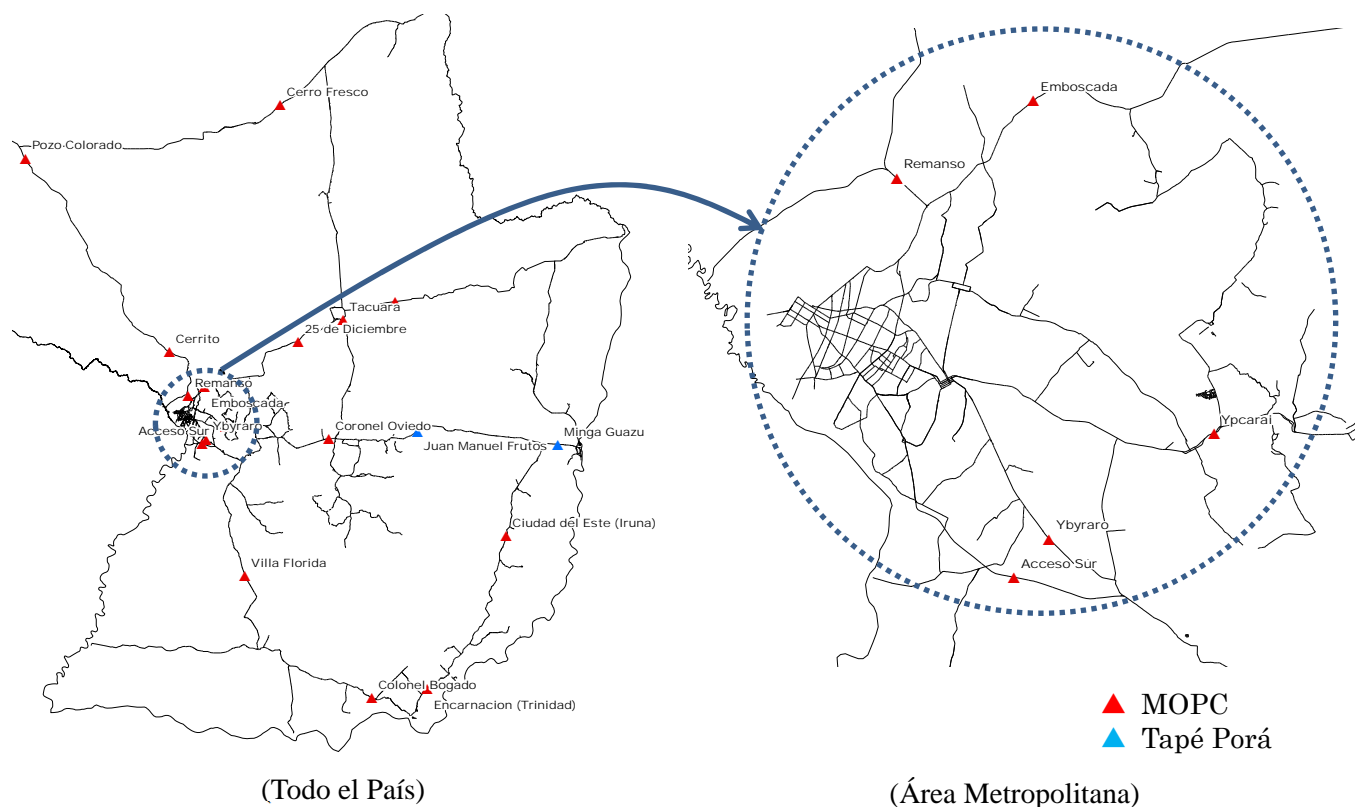 Cerro Fresco
Pozo Colorado
Tacuara
25 de Diciembre
Cerrito
Remanso
Emboscada
Acceso Sur
Ybyraro
Coronel Oviedo
Juan Manuel Frutos
Minga Guazu
Ciudad del Este (Iruna)
Villa Florida
Colonel Bogado
Encarnacion (Trinidad)
(Todo el País)
Emboscada
Remanso
Ypcarai
Ybyraro
Acceso Sur
MOPC
Tapé Porá
(Área Metropolitana)